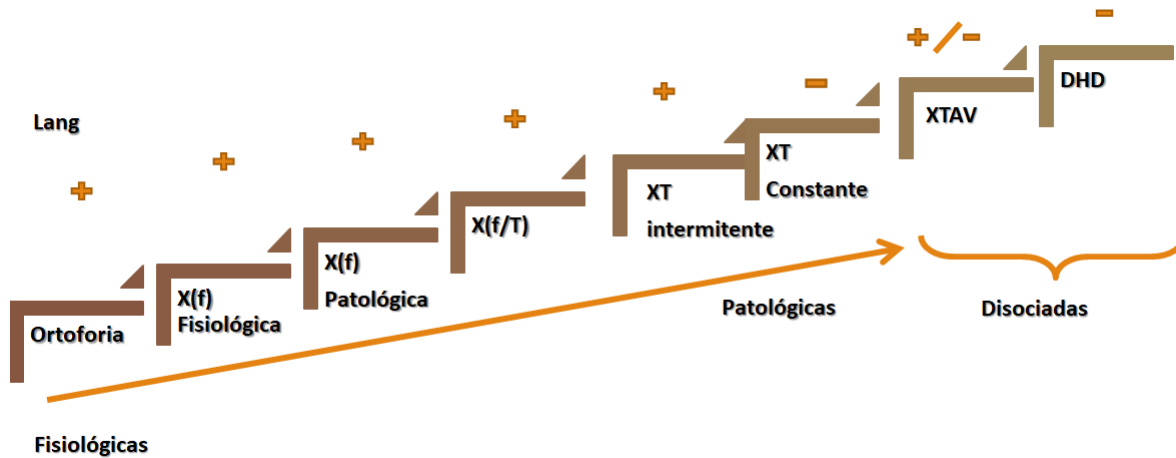 Lang
+
+
+
+
+
-
+/-
-
Ortoforia
X(f)
Fisiológica
X(f)
Patológica
X(f/T)
XT
intermitente
XT
Constante
XTAV
DHD
Fisiológicas
Patológicas
Disociadas